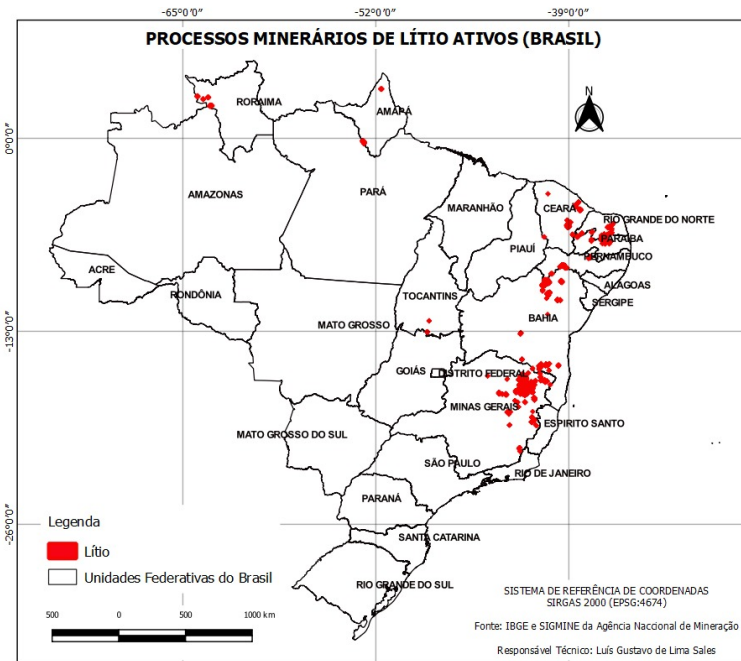 -65°0'0"
-52°0'0"
-39°0'0"
PROCESSOS MINERÁRIOS DE LÍTIO ATIVOS (BRASIL)
N
RORAIMA
AMAPÁ
0°0'0"
AMAZONAS
PARÁ
MARANHÃO
CEARÁ
RIO GRANDE DO NORTE
PARAÍBA
PIAUÍ
PERNAMBUCO
ACRE
ALAGOAS
RONDÔNIA
TOCANTINS
SERGIPE
BAHIA
MATO GROSSO
-13°0'0"
GOIÁS
DISTRITO FEDERAL
MINAS GERAIS
ESPIRITO SANTO
MATO GROSSO DO SUL
SÃO PAULO
RIO DE JANEIRO
PARANÁ
-26°0'0"
SANTA CATARINA
RIO GRANDE DO SUL
Legenda
Lítio
Unidades Federativas do Brasil
500 0 500 1000 km
SISTEMA DE REFERÊNCIA DE COORDENADAS
SIRGAS 2000 (EPSG:4674)
Fonte: IBGE e SIGMINE da Agência Naccional de Mineração
Responsável Técnico: Luís Gustavo de Lima Sales